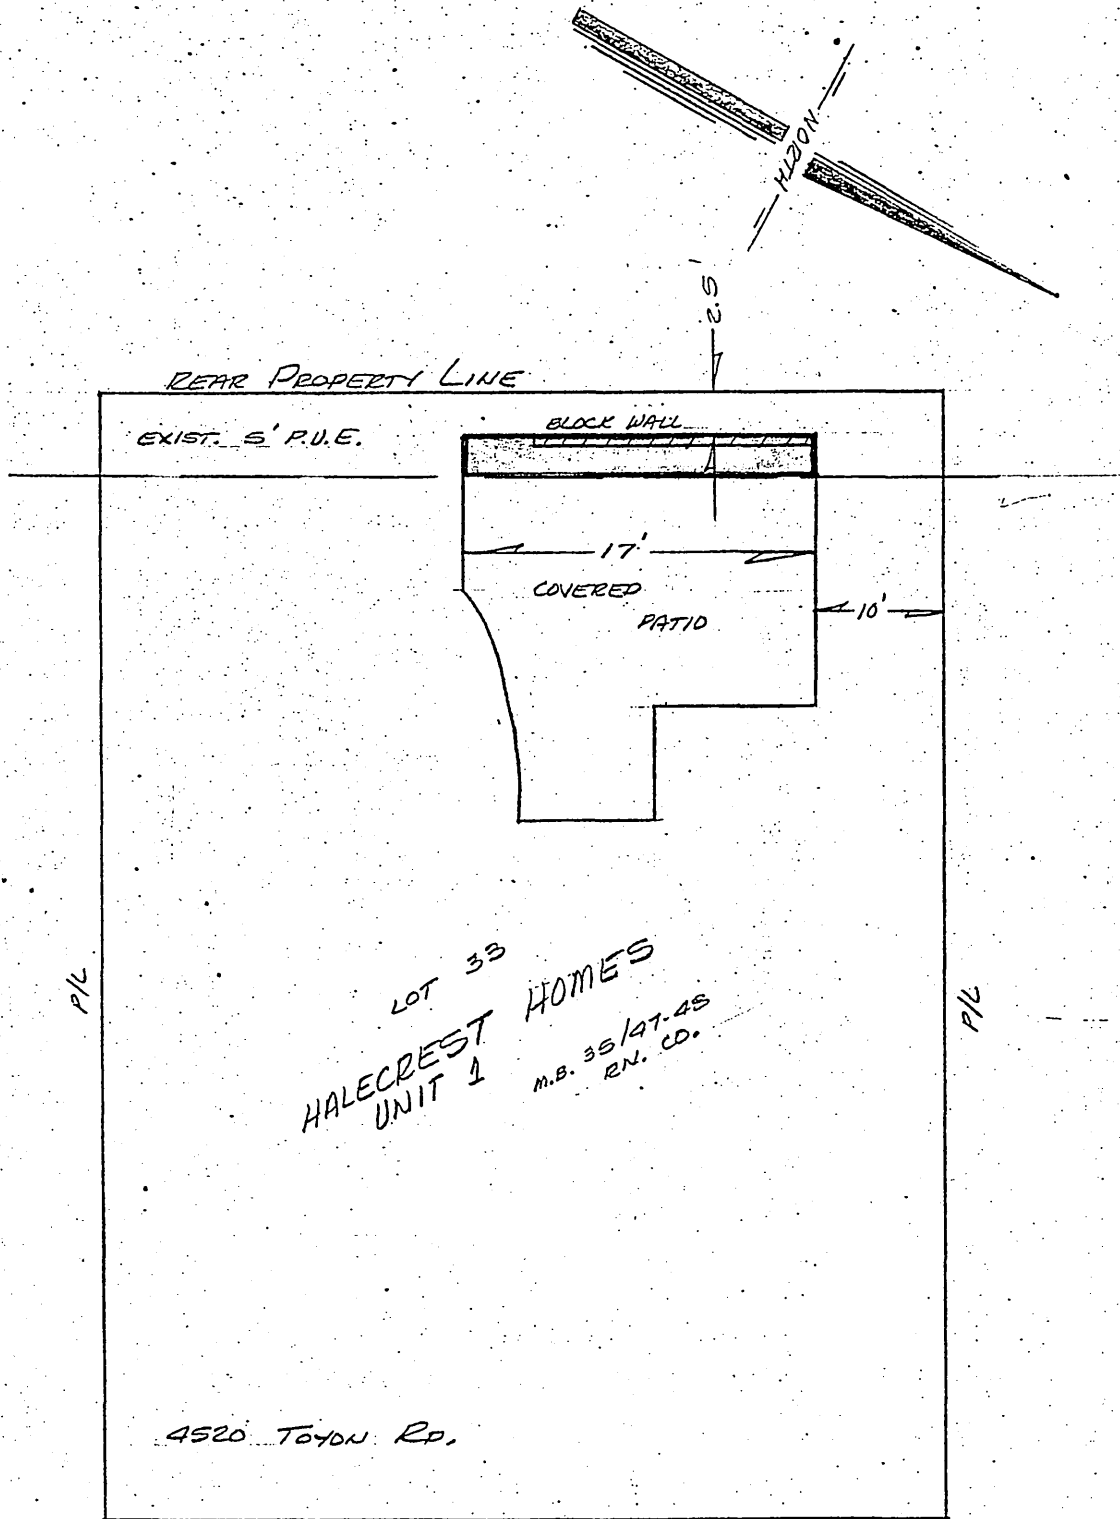 NORTH
2.5'
REAR PROPERTY LINE
EXIST. 5' P.U.E.
BLOCK WALL
17'
COVERED
PATIO
10'
P/L
P/L
LOT 33
HALECREST HOMES
UNIT 1
M.B. 35/47-48
RIV. CO.
4520 TOYON RD.